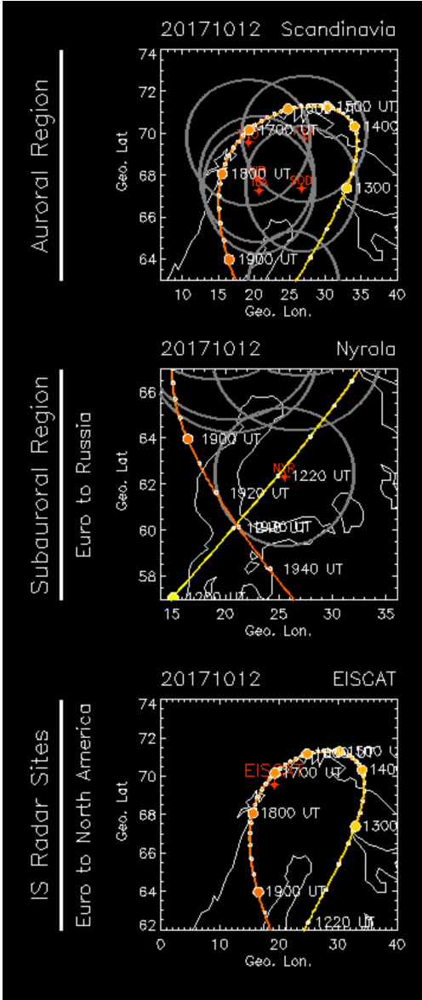 Auroral Region
20171012 Scandinavia
Geo. Lat
74
72
70
68
66
64
1500 UT
1400
1700 UT
1800 UT
SOD
1300
1900 UT
10 15 20 25 30 35 40
Geo. Lon.
Subauroral Region
Euro to Russia
20171012 Nyrola
Geo. Lat
66
64
62
60
58
1900 UT
NYR
1220 UT
1920 UT
1940 UT
1200 UT
15 20 25 30 35
Geo. Lon.
IS Radar Sites
Euro to North America
20171012 EISCAT
Geo. Lat
74
72
70
68
66
64
62
1500 U
1400
EISCAT
1700 UT
1800 UT
1300
1900 UT
1220 UT
0 10 20 30 40
Geo. Lon.